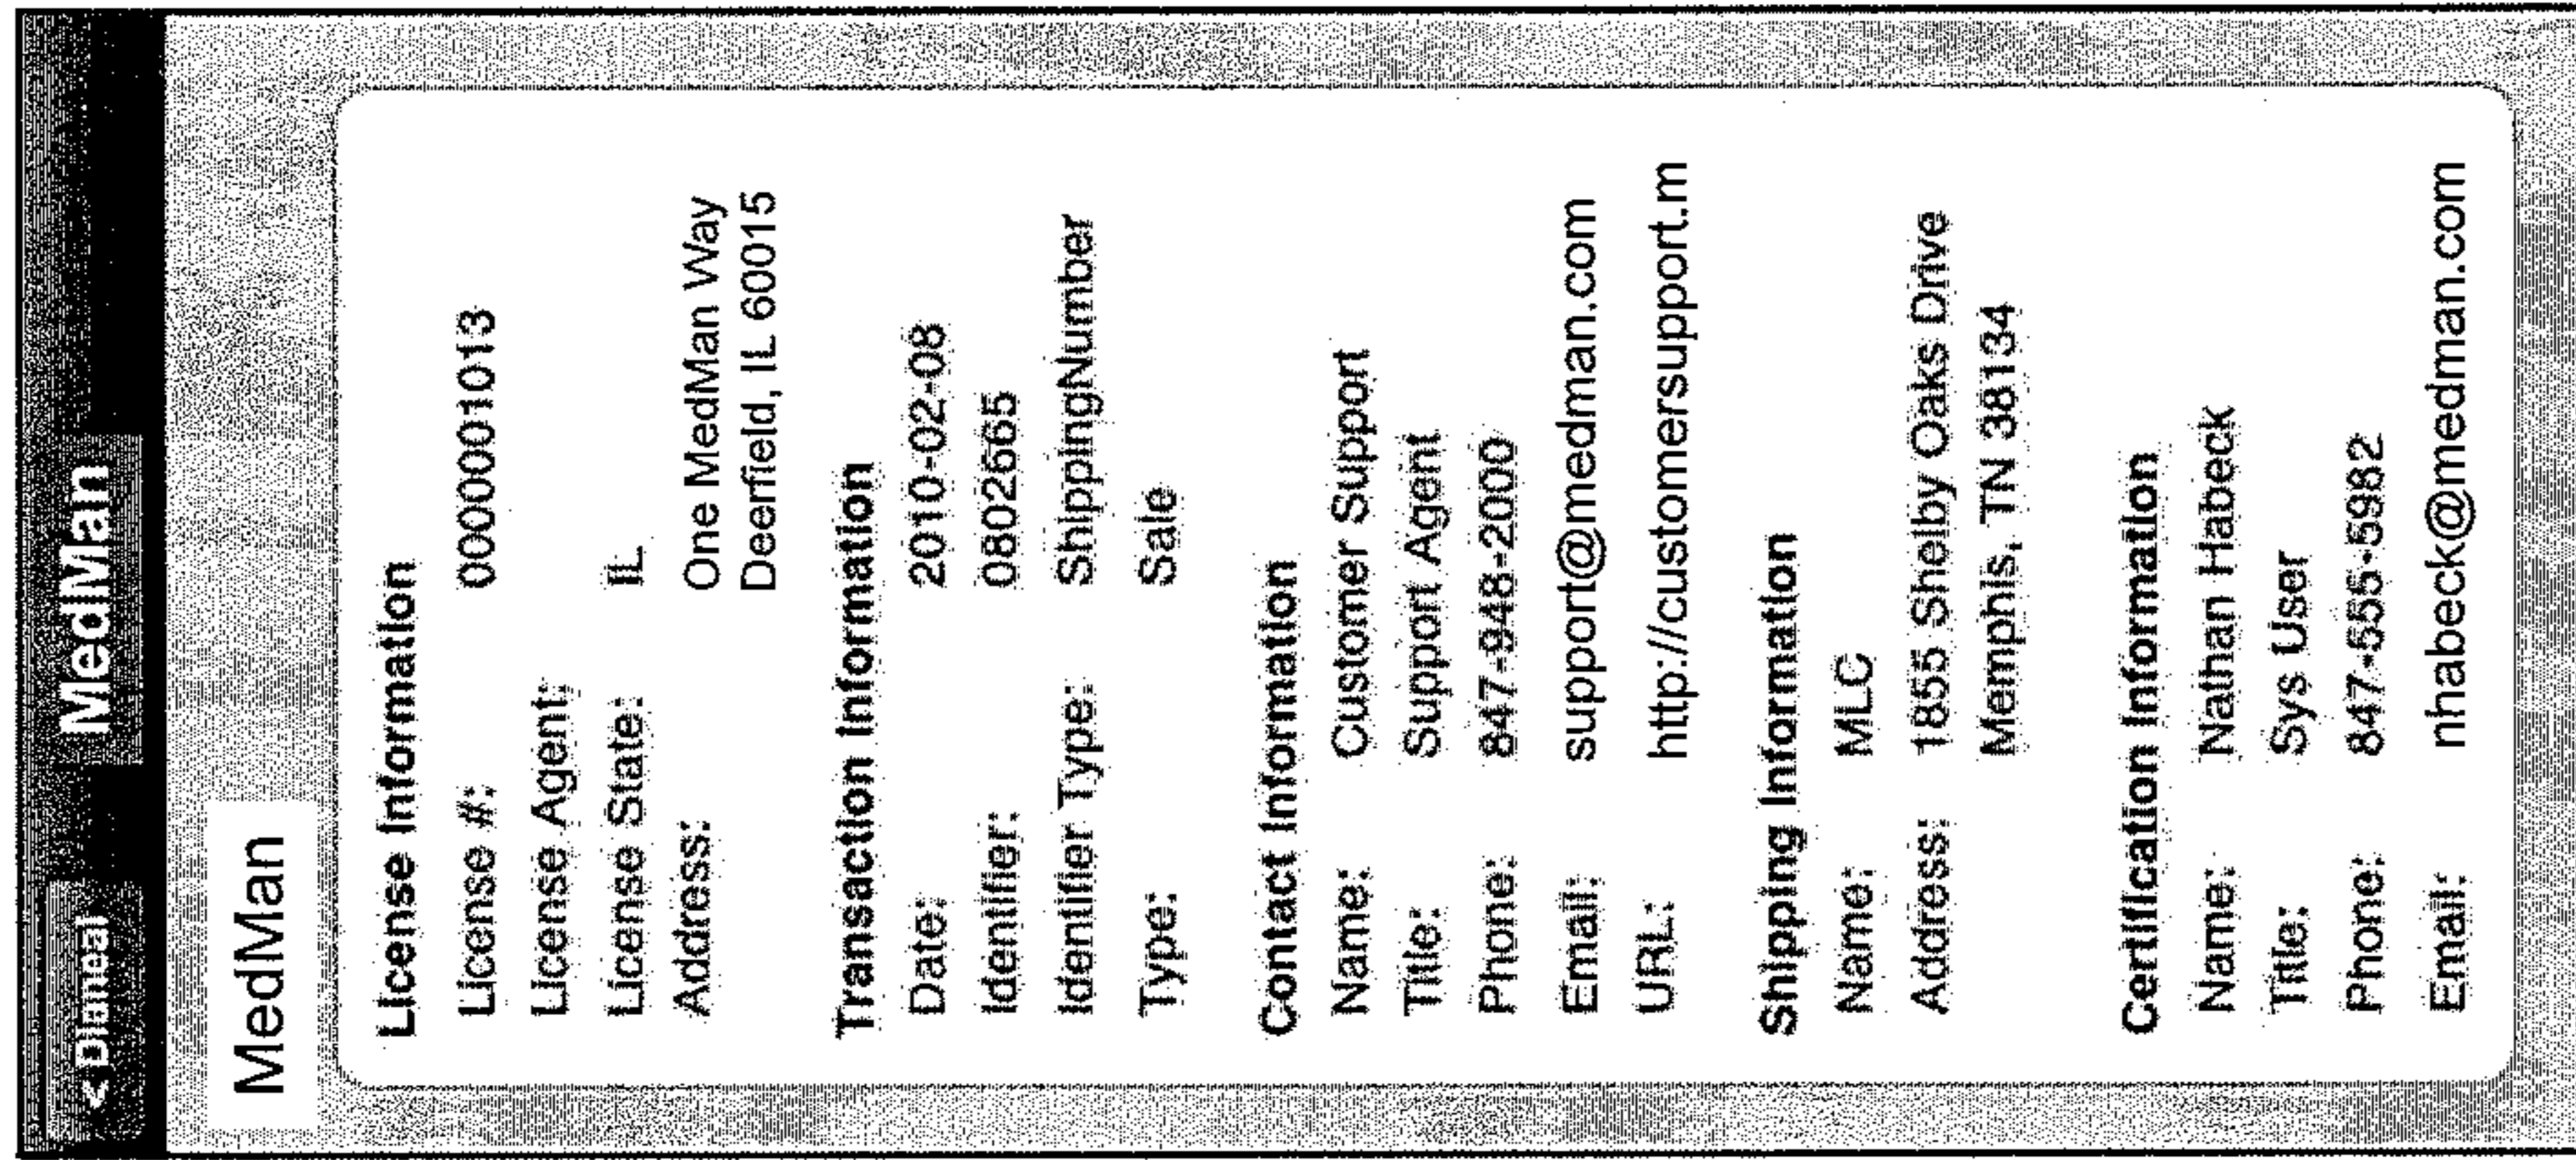 < Dianeal MedMan
MedMan
License Information
License #: 0000001013
License Agent:
License State: IL
Address: One MedMan Way
Deerfield, IL 60015
Transaction Information
Date: 2010-02-08
Identifier: 0802665
Identifier Type: ShippingNumber
Type: Sale
Contact Information
Name: Customer Support
Title: Support Agent
Phone: 847-948-2000
Email: support@medman.com
URL: http://customersupport.m
Shipping Information
Name: MLC
Address: 1855 Shelby Oaks Drive
Memphis, TN 38134
Certification Information
Name: Nathan Habeck
Title: Sys User
Phone: 847-555-5982
Email: nhabeck@medman.com